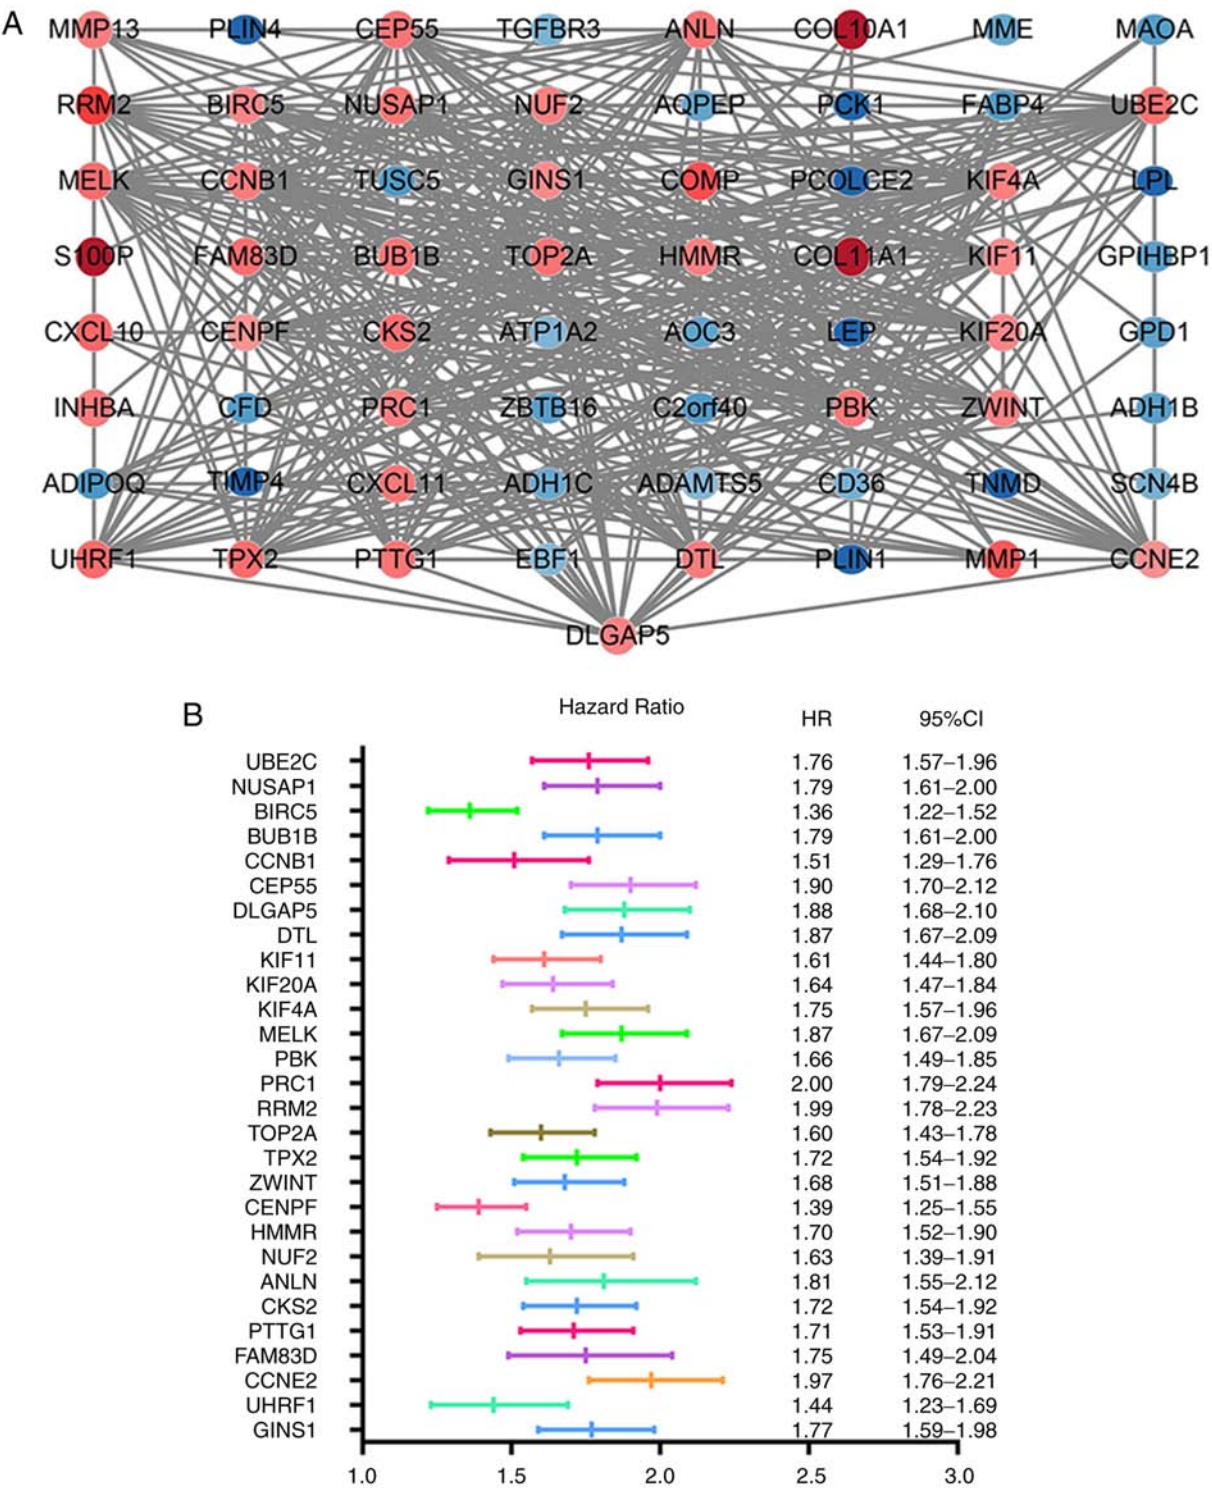 A
MMP13 PLIN4 CEP55 TGFBR3 ANLN COL10A1 MME MAOA
RRM2 BIRC5 NUSAP1 NUF2 AQPEP PCK1 FABP4 UBE2C
MELK CCNB1 TUSC5 GINS1 COMP PCOLCE2 KIF4A LPL
S100P FAM83D BUB1B TOP2A HMMR COL11A1 KIF11 GPIHBP1
CXCL10 CENPF CKS2 ATP1A2 AOC3 LEP KIF20A GPD1
INHBA CFD PRC1 ZBTB16 C2orf40 PBK ZWINT ADH1B
ADIPOQ TIMP4 CXCL11 ADH1C ADAMTS5 CD36 TNMD SCN4B
UHRF1 TPX2 PTTG1 EBF1 DTL PLIN1 MMP1 CCNE2
DLGAP5
B
Hazard Ratio HR 95%CI
UBE2C 1.76 1.57–1.96
NUSAP1 1.79 1.61–2.00
BIRC5 1.36 1.22–1.52
BUB1B 1.79 1.61–2.00
CCNB1 1.51 1.29–1.76
CEP55 1.90 1.70–2.12
DLGAP5 1.88 1.68–2.10
DTL 1.87 1.67–2.09
KIF11 1.61 1.44–1.80
KIF20A 1.64 1.47–1.84
KIF4A 1.75 1.57–1.96
MELK 1.87 1.67–2.09
PBK 1.66 1.49–1.85
PRC1 2.00 1.79–2.24
RRM2 1.99 1.78–2.23
TOP2A 1.60 1.43–1.78
TPX2 1.72 1.54–1.92
ZWINT 1.68 1.51–1.88
CENPF 1.39 1.25–1.55
HMMR 1.70 1.52–1.90
NUF2 1.63 1.39–1.91
ANLN 1.81 1.55–2.12
CKS2 1.72 1.54–1.92
PTTG1 1.71 1.53–1.91
FAM83D 1.75 1.49–2.04
CCNE2 1.97 1.76–2.21
UHRF1 1.44 1.23–1.69
GINS1 1.77 1.59–1.98
1.0 1.5 2.0 2.5 3.0